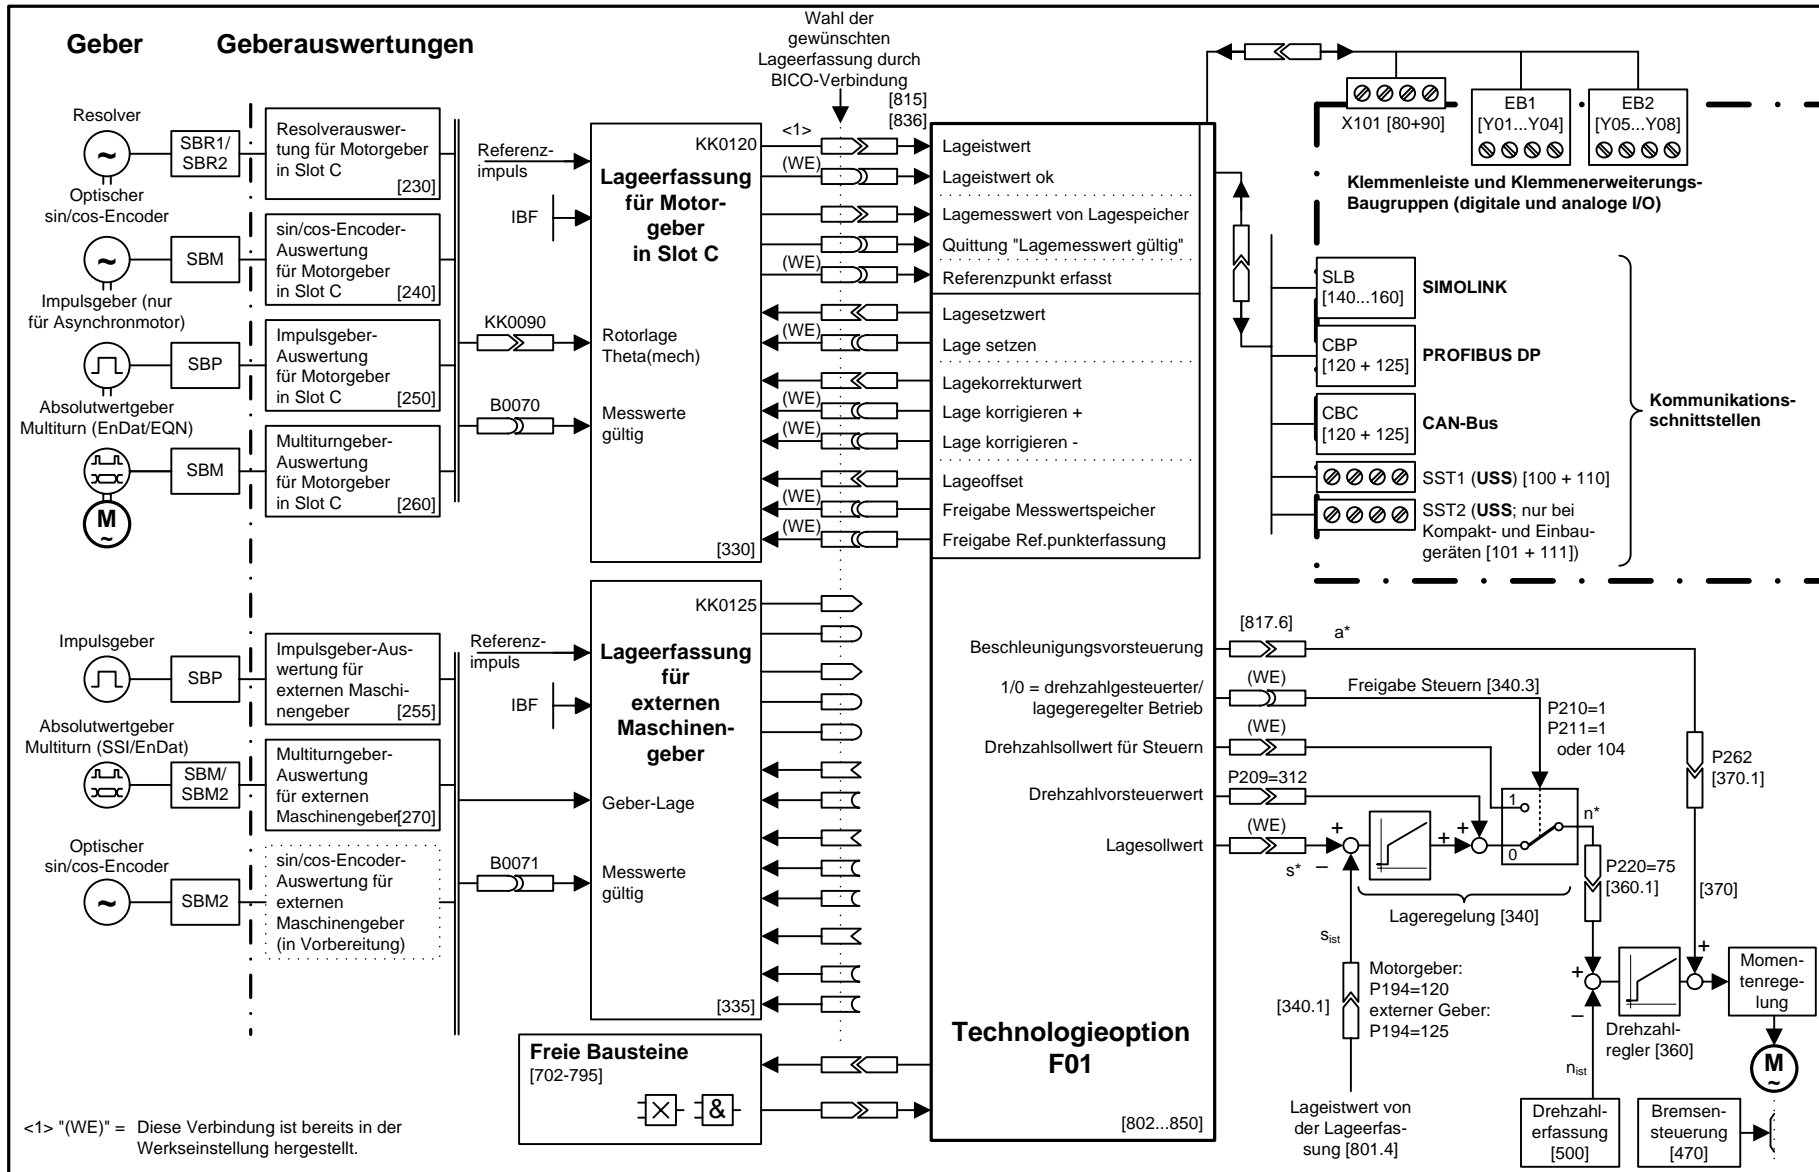 Geber
Geberauswertungen
Wahl der
gewünschten
Lageerfassung durch
BICO-Verbindung
[815]
[836]
<1>
Resolver
~
SBR1/
SBR2
Resolverauswer-
tung für Motorgeber
in Slot C
[230]
Optischer
sin/cos-Encoder
~
SBM
sin/cos-Encoder-
Auswertung
für Motorgeber
in Slot C
[240]
Impulsgeber (nur
für Asynchronmotor)
SBP
Impulsgeber-
Auswertung
für Motorgeber
in Slot C
[250]
Absolutwertgeber
Multiturn (EnDat/EQN)
SBM
Multiturngeber-
Auswertung
für Motorgeber
in Slot C
[260]
M
~
Referenz-
impuls
IBF
KK0090
B0070
KK0120
Lageerfassung
für Motor-
geber
in Slot C
Rotorlage
Theta(mech)
Messwerte
gültig
[330]
(WE)
(WE)
(WE)
(WE)
(WE)
(WE)
(WE)
Lageistwert
Lageistwert ok
Lagemesswert von Lagespeicher
Quittung "Lagemesswert gültig"
Referenzpunkt erfasst
Lagesetzwert
Lage setzen
Lagekorrekturwert
Lage korrigieren +
Lage korrigieren -
Lageoffset
Freigabe Messwertspeicher
Freigabe Ref.punkterfassung
X101 [80+90]
EB1
[Y01...Y04]
EB2
[Y05...Y08]
Klemmenleiste und Klemmenerweiterungs-
Baugruppen (digitale und analoge I/O)
SLB
[140...160]
SIMOLINK
CBP
[120 + 125]
PROFIBUS DP
CBC
[120 + 125]
CAN-Bus
SST1 (USS) [100 + 110]
SST2 (USS; nur bei
Kompakt- und Einbau-
geräten [101 + 111])
Kommunikations-
schnittstellen
Impulsgeber
SBP
Impulsgeber-Aus-
wertung für
externen Maschi-
nengeber
[255]
Absolutwertgeber
Multiturn (SSI/EnDat)
SBM/
SBM2
Multiturngeber-
Auswertung
für externen
Maschinengeber
[270]
Optischer
sin/cos-Encoder
~
SBM2
sin/cos-Encoder-
Auswertung für
externen
Maschinengeber
(in Vorbereitung)
Referenz-
impuls
IBF
B0071
KK0125
Lageerfassung
für
externen
Maschinen-
geber
Geber-Lage
Messwerte
gültig
[335]
Freie Bausteine
[702-795]
&
Beschleunigungsvorsteuerung
1/0 = drehzahlgesteuerter/
lagegeregelter Betrieb
Drehzahlsollwert für Steuern
Drehzahlvorsteuerwert
Lagesollwert
Technologieoption
F01
[802...850]
[817.6]
a*
(WE)
Freigabe Steuern [340.3]
(WE)
P209=312
(WE)
s*
+
–
+
+
P210=1
P211=1
oder 104
1
0
n*
P262
[370.1]
P220=75
[360.1]
[370]
Lageregelung [340]
sist
[340.1]
Motorgeber:
P194=120
externer Geber:
P194=125
Lageistwert von
der Lageerfas-
sung [801.4]
+
–
nist
+
Drehzahl-
regler [360]
Momen-
tenrege-
lung
M
~
Drehzahl-
erfassung
[500]
Bremsen-
steuerung
[470]
<1> "(WE)" = Diese Verbindung ist bereits in der
Werkseinstellung hergestellt.